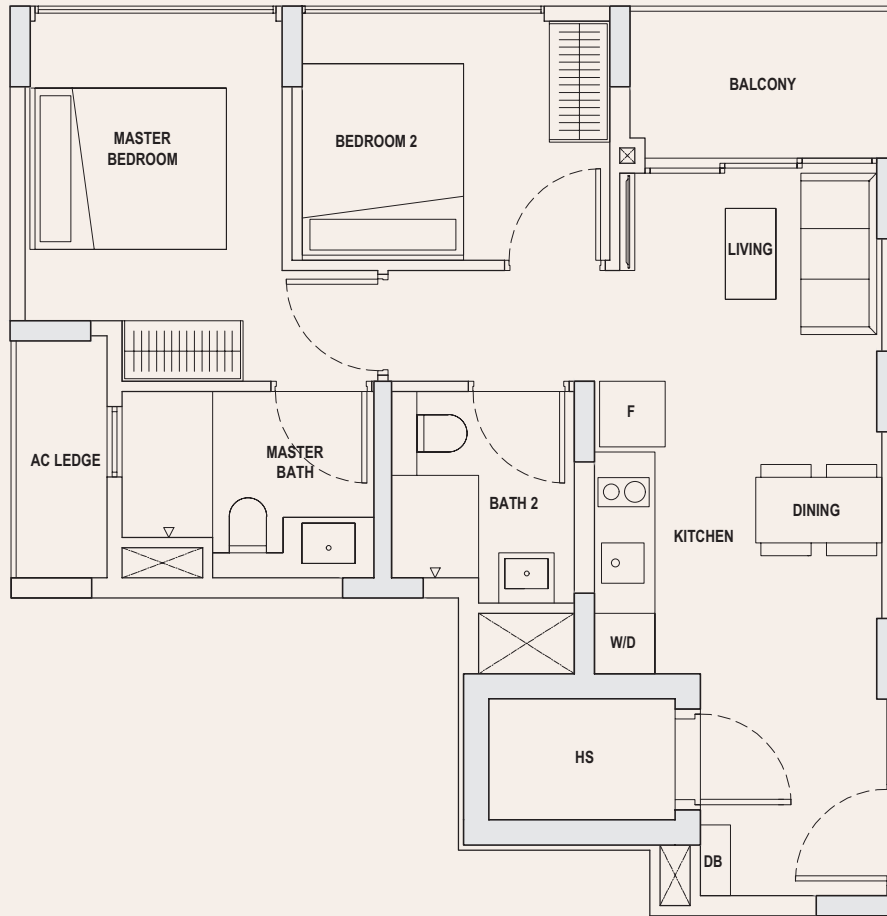 BALCONY
MASTER
BEDROOM
BEDROOM 2
LIVING
F
AC LEDGE
MASTER
BATH
BATH 2
KITCHEN
DINING
W/D
HS
DB